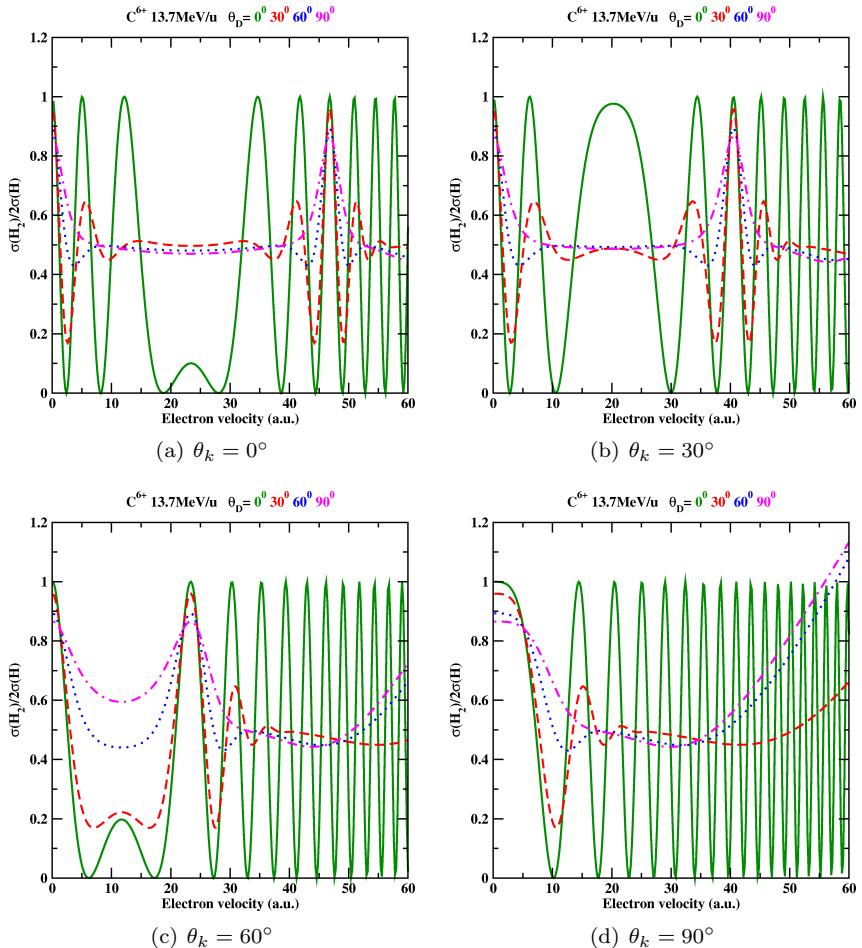 C⁶⁺ 13.7MeV/u θ_D= 0⁰ 30⁰ 60⁰ 90⁰
C⁶⁺ 13.7MeV/u θ_D= 0⁰ 30⁰ 60⁰ 90⁰
1.2
1
0.8
0.6
0.4
0.2
0
σ(H₂)/2σ(H)
0 10 20 30 40 50 60
Electron velocity (a.u.)
(a) θₖ = 0°
1.2
1
0.8
0.6
0.4
0.2
0
σ(H₂)/2σ(H)
0 10 20 30 40 50 60
Electron velocity (a.u.)
(b) θₖ = 30°
C⁶⁺ 13.7MeV/u θ_D= 0⁰ 30⁰ 60⁰ 90⁰
C⁶⁺ 13.7MeV/u θ_D= 0⁰ 30⁰ 60⁰ 90⁰
1.2
1
0.8
0.6
0.4
0.2
0
σ(H₂)/2σ(H)
0 10 20 30 40 50 60
Electron velocity (a.u.)
(c) θₖ = 60°
1.2
1
0.8
0.6
0.4
0.2
0
σ(H₂)/2σ(H)
0 10 20 30 40 50 60
Electron velocity (a.u.)
(d) θₖ = 90°